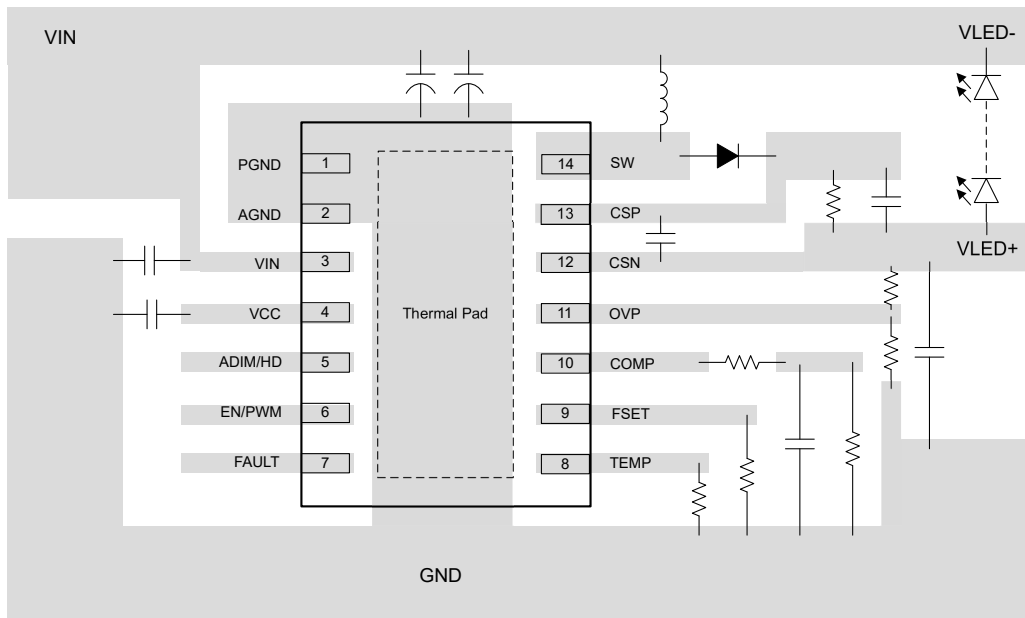 VIN
VLED-
PGND 1
AGND 2
VIN 3
VCC 4
ADIM/HD 5
EN/PWM 6
FAULT 7
Thermal Pad
14 SW
13 CSP
12 CSN
11 OVP
10 COMP
9 FSET
8 TEMP
VLED+
GND